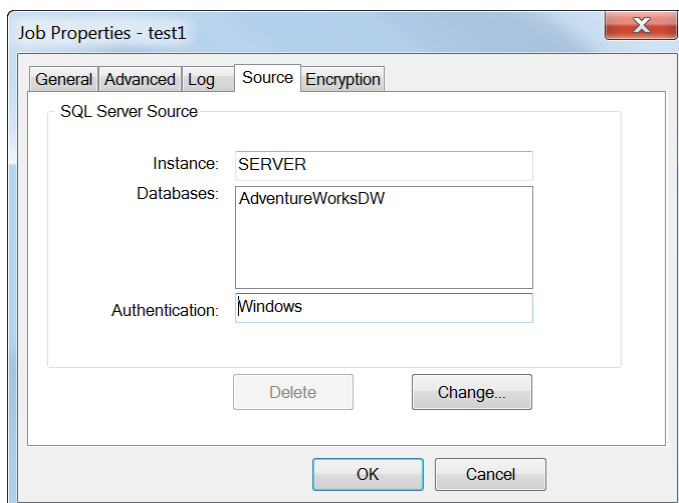 Job Properties - test1
General Advanced Log Source Encryption
SQL Server Source
Instance: SERVER
Databases: AdventureWorksDW
Authentication: Windows
Delete Change...
OK Cancel